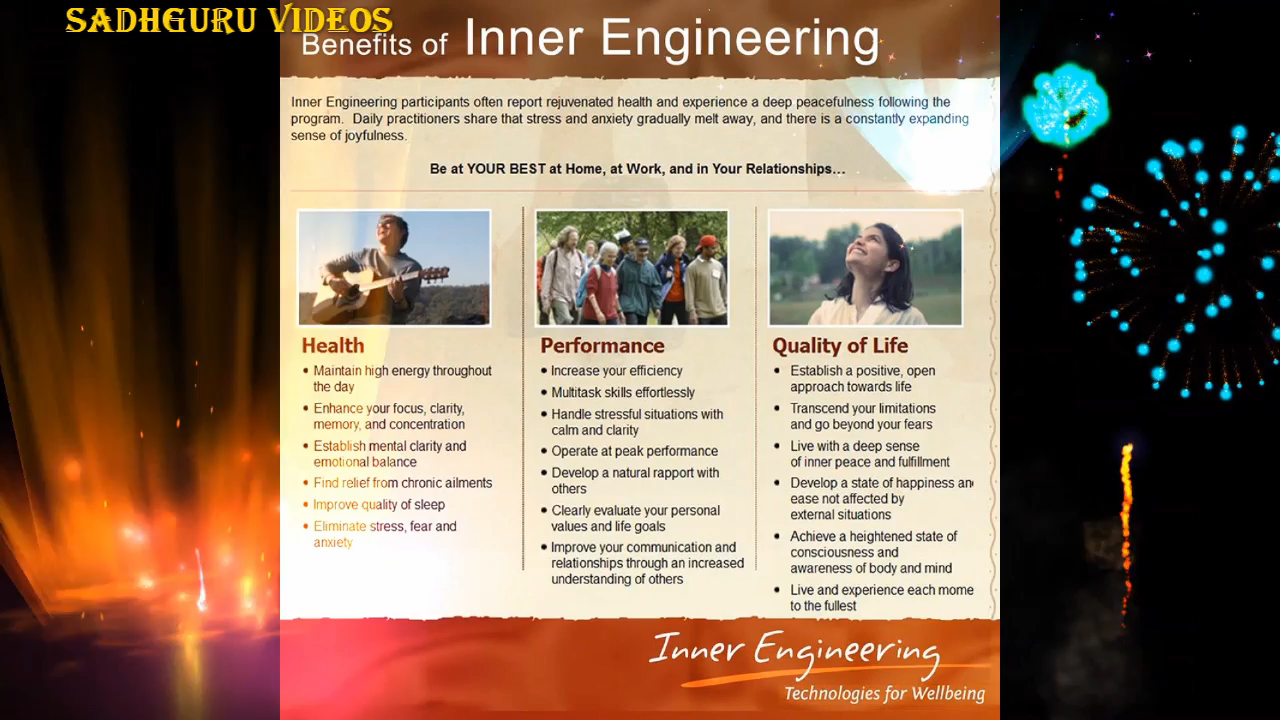 SADHGURU VIDEOS
Benefits of Inner Engineering
Inner Engineering participants often report rejuvenated health and experience a deep peacefulness following the
program. Daily practitioners share that stress and anxiety gradually melt away, and there is a constantly expanding
sense of joyfulness.
Be at YOUR BEST at Home, at Work, and in Your Relationships...
Health
• Maintain high energy throughout
the day
• Enhance your focus, clarity,
memory, and concentration
• Establish mental clarity and
emotional balance
• Find relief from chronic ailments
• Improve quality of sleep
• Eliminate stress, fear and
anxiety
Performance
• Increase your efficiency
• Multitask skills effortlessly
• Handle stressful situations with
calm and clarity
• Operate at peak performance
• Develop a natural rapport with
others
• Clearly evaluate your personal
values and life goals
• Improve your communication and
relationships through an increased
understanding of others
Quality of Life
• Establish a positive, open
approach towards life
• Transcend your limitations
and go beyond your fears
• Live with a deep sense
of inner peace and fulfillment
• Develop a state of happiness an
ease not affected by
external situations
• Achieve a heightened state of
consciousness and
awareness of body and mind
• Live and experience each mome
to the fullest
Inner Engineering
Technologies for Wellbeing